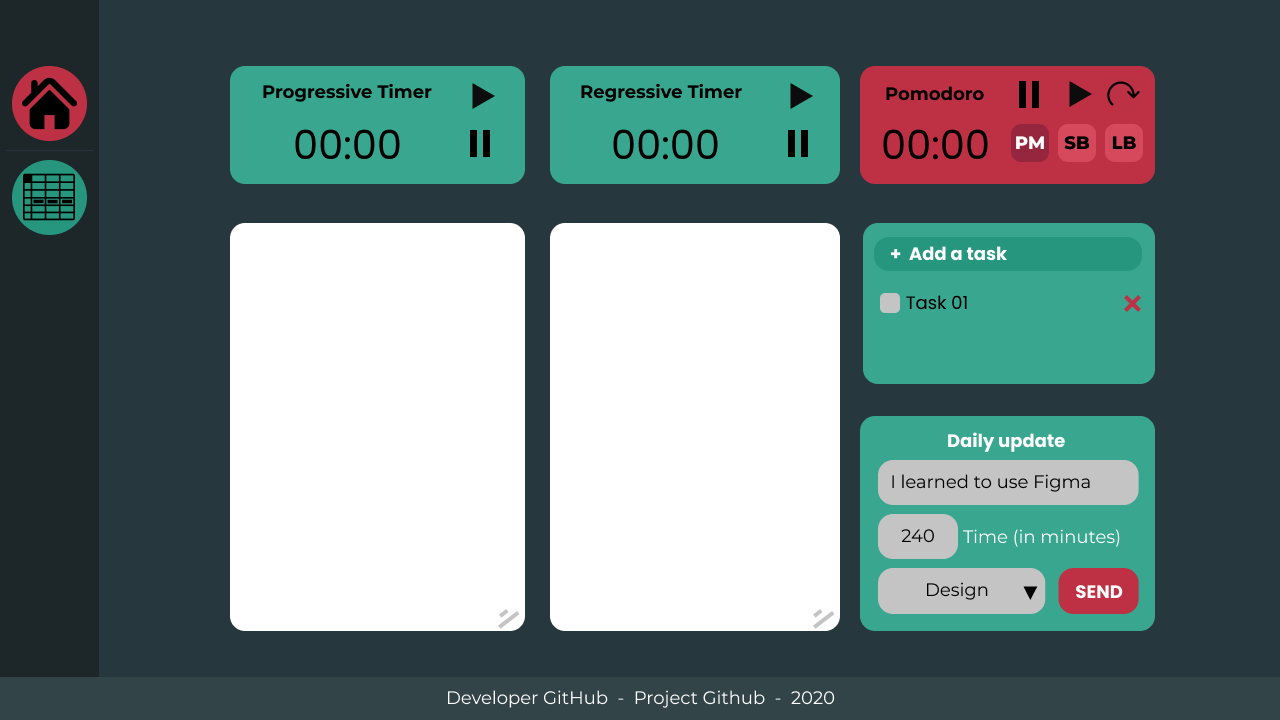 Progressive Timer
00:00
Regressive Timer
00:00
Pomodoro
00:00 PM SB LB
+ Add a task
Task 01
Daily update
I learned to use Figma
240 Time (in minutes)
Design SEND
Developer GitHub - Project Github - 2020